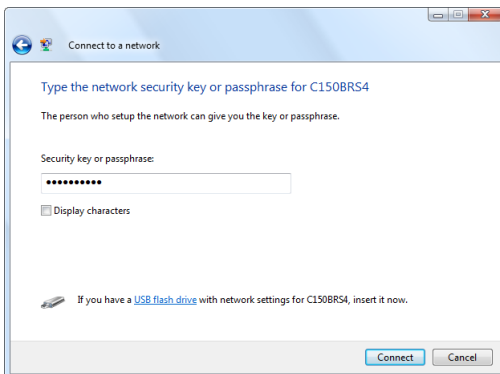 Connect to a network
Type the network security key or passphrase for C150BRS4
The person who setup the network can give you the key or passphrase.
Security key or passphrase:
●●●●●●●●●●
Display characters
If you have a USB flash drive with network settings for C150BRS4, insert it now.
Connect Cancel